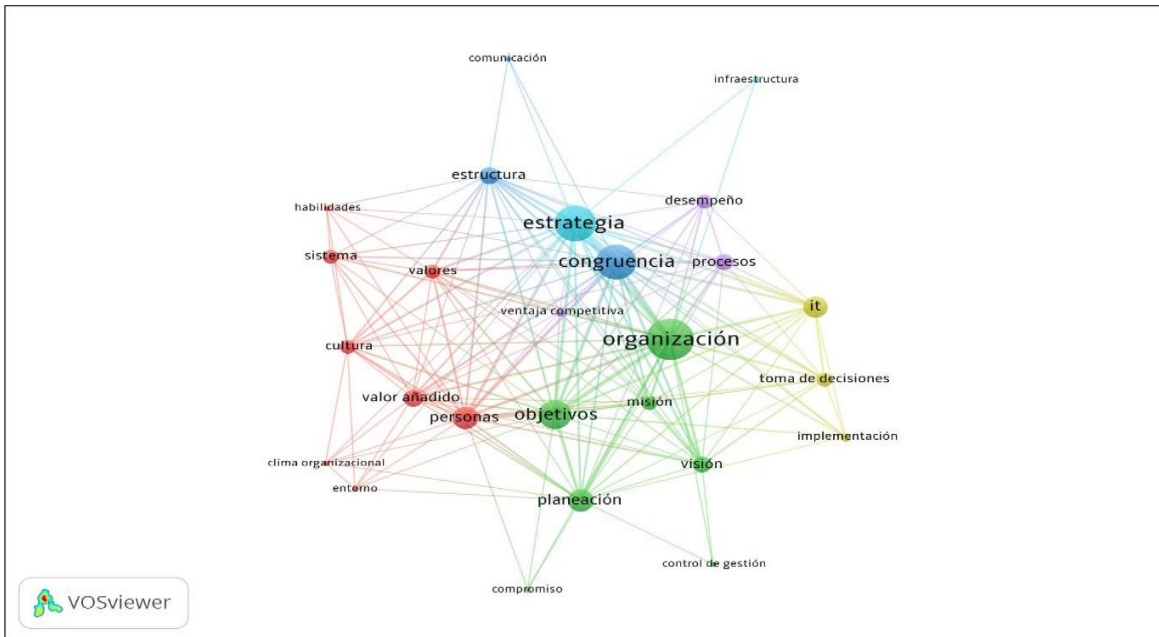 comunicación
infraestructura
estructura
desempeño
habilidades
estrategia
sistema
valores
congruencia
procesos
ventaja competitiva
it
organización
cultura
toma de decisiones
valor añadido
misión
personas
objetivos
implementación
clima organizacional
visión
entorno
planeación
control de gestión
compromiso
VOSviewer